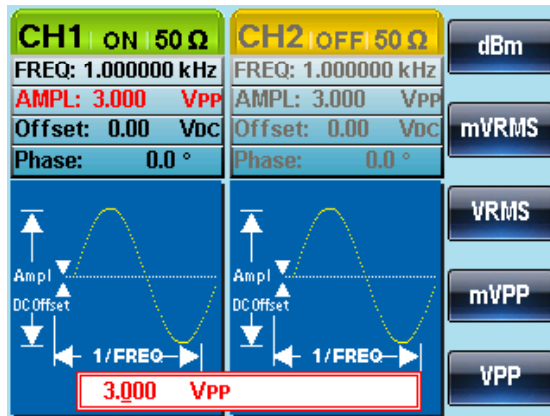 CH1 ON 50 Ω
FREQ: 1.000000 kHz
AMPL: 3.000 VPP
Offset: 0.00 VDC
Phase: 0.0 °
Ampl
DC Offset
1/FREQ
CH2 OFF 50 Ω
FREQ: 1.000000 kHz
AMPL: 3.000 VPP
Offset: 0.00 VDC
Phase: 0.0 °
Ampl
DC Offset
1/FREQ
3.000 VPP
dBm
mVRMS
VRMS
mVPP
VPP